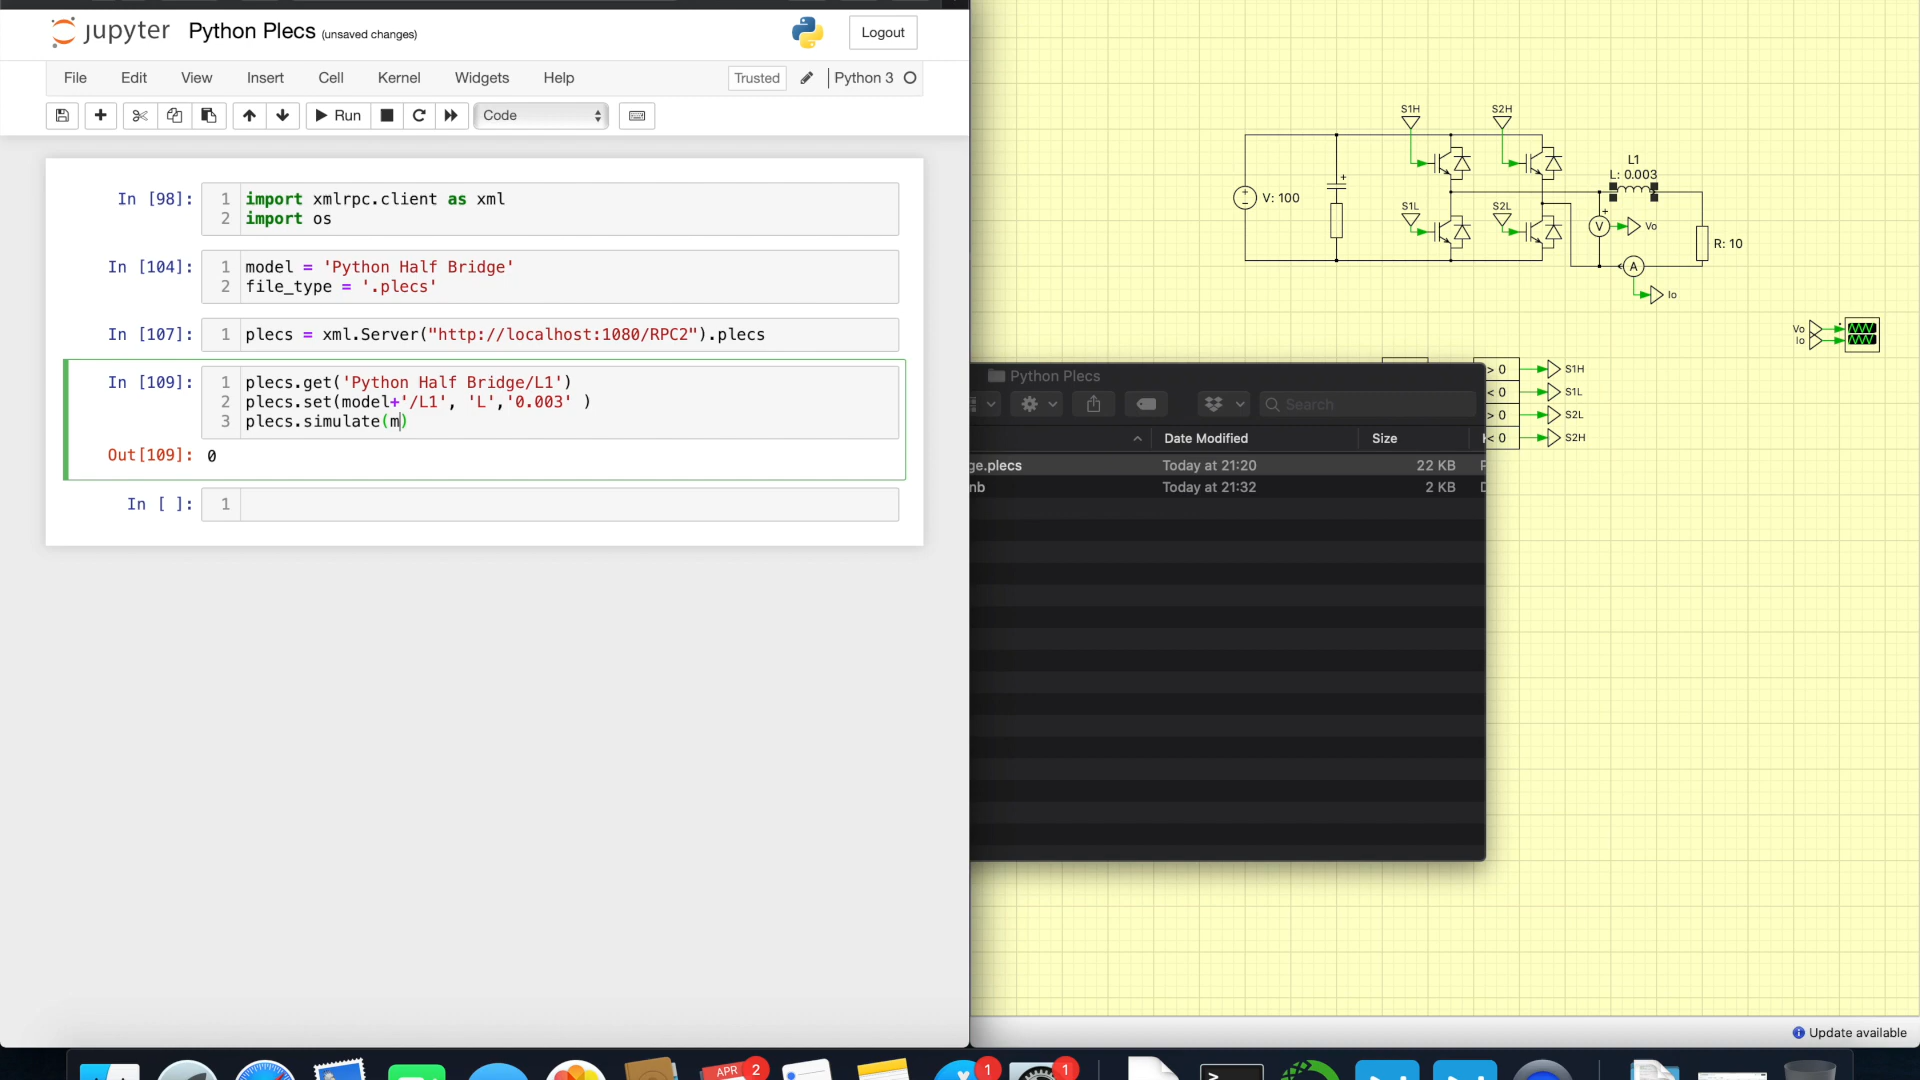 jupyter Python Plecs (unsaved changes)
Logout
File Edit View Insert Cell Kernel Widgets Help
Trusted Python 3
Run Code
In [98]:
1 import xmlrpc.client as xml
2 import os
In [104]:
1 model = 'Python Half Bridge'
2 file_type = '.plecs'
In [107]:
1 plecs = xml.Server("http://localhost:1080/RPC2").plecs
In [109]:
1 plecs.get('Python Half Bridge/L1')
2 plecs.set(model+'/L1', 'L','0.003' )
3 plecs.simulate(m)
Out[109]: 0
In [ ]:
1
S1H S2H
L1
L: 0.003
V: 100
S1L S2L
V Vo
R: 10
A
Io
Vo
Io
> 0 S1H
< 0 S1L
> 0 S2L
< 0 S2H
Python Plecs
Search
Date Modified Size
ge.plecs Today at 21:20 22 KB
nb Today at 21:32 2 KB
Update available
APR 2 1 1